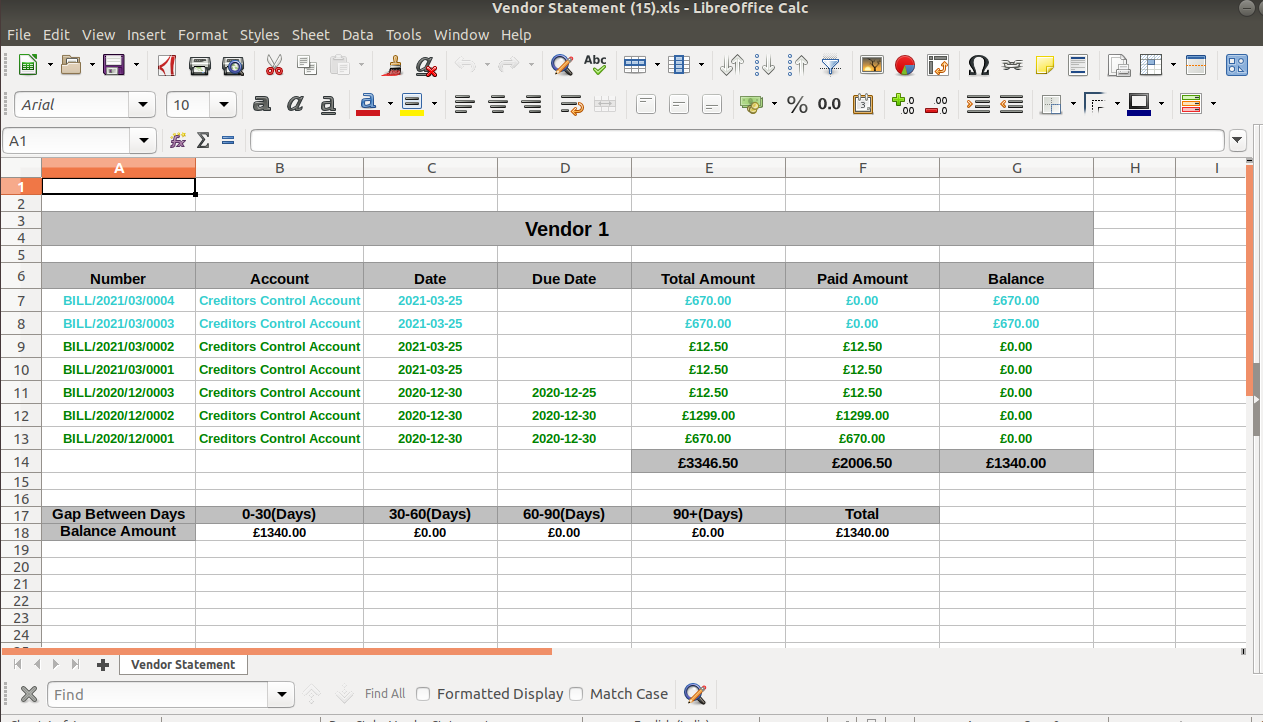 Vendor Statement (15).xls - LibreOffice Calc
File Edit View Insert Format Styles Sheet Data Tools Window Help
Abc
Arial 10 a a a a % 0.0 3 .00 .00
A1 fx Σ =
A B C D E F G H I
1
2
3 Vendor 1
4
5
6 Number Account Date Due Date Total Amount Paid Amount Balance
7 BILL/2021/03/0004 Creditors Control Account 2021-03-25 £670.00 £0.00 £670.00
8 BILL/2021/03/0003 Creditors Control Account 2021-03-25 £670.00 £0.00 £670.00
9 BILL/2021/03/0002 Creditors Control Account 2021-03-25 £12.50 £12.50 £0.00
10 BILL/2021/03/0001 Creditors Control Account 2021-03-25 £12.50 £12.50 £0.00
11 BILL/2020/12/0003 Creditors Control Account 2020-12-30 2020-12-25 £12.50 £12.50 £0.00
12 BILL/2020/12/0002 Creditors Control Account 2020-12-30 2020-12-30 £1299.00 £1299.00 £0.00
13 BILL/2020/12/0001 Creditors Control Account 2020-12-30 2020-12-30 £670.00 £670.00 £0.00
14 £3346.50 £2006.50 £1340.00
15
16
17 Gap Between Days 0-30(Days) 30-60(Days) 60-90(Days) 90+(Days) Total
18 Balance Amount £1340.00 £0.00 £0.00 £0.00 £1340.00
19
20
21
22
23
24
Vendor Statement
Find Find All Formatted Display Match Case